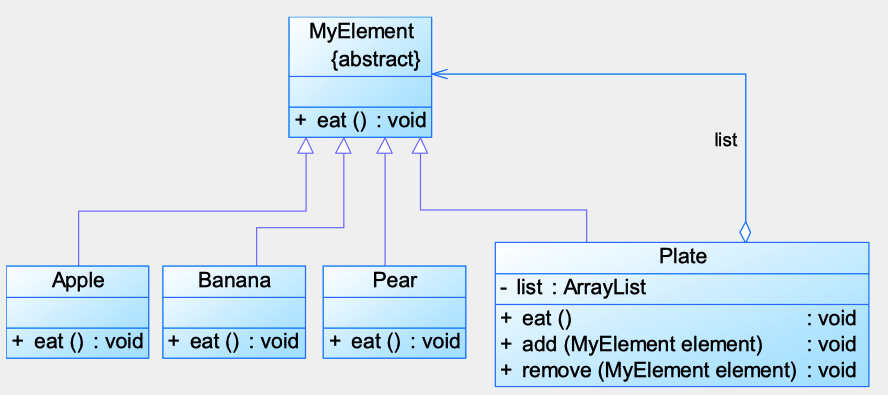 MyElement
{abstract}
+ eat () : void
list
Apple
+ eat () : void
Banana
+ eat () : void
Pear
+ eat () : void
Plate
- list : ArrayList
+ eat () : void
+ add (MyElement element) : void
+ remove (MyElement element) : void